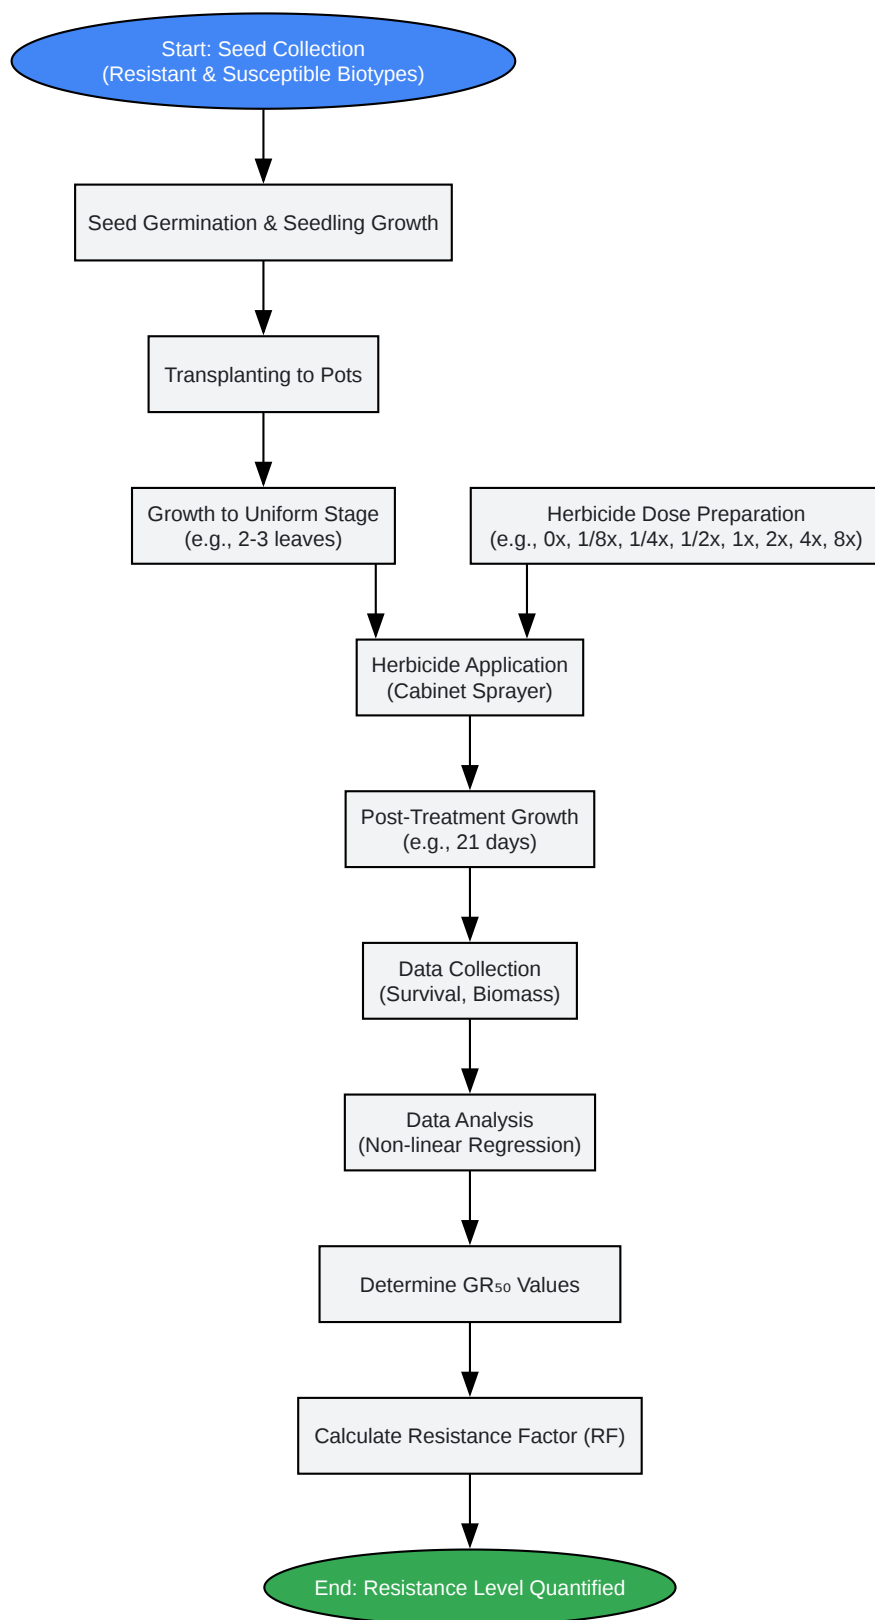 Start: Seed Collection
(Resistant & Susceptible Biotypes)
Seed Germination & Seedling Growth
Transplanting to Pots
Growth to Uniform Stage
(e.g., 2-3 leaves)
Herbicide Dose Preparation
(e.g., 0x, 1/8x, 1/4x, 1/2x, 1x, 2x, 4x, 8x)
Herbicide Application
(Cabinet Sprayer)
Post-Treatment Growth
(e.g., 21 days)
Data Collection
(Survival, Biomass)
Data Analysis
(Non-linear Regression)
Determine GR₅₀ Values
Calculate Resistance Factor (RF)
End: Resistance Level Quantified